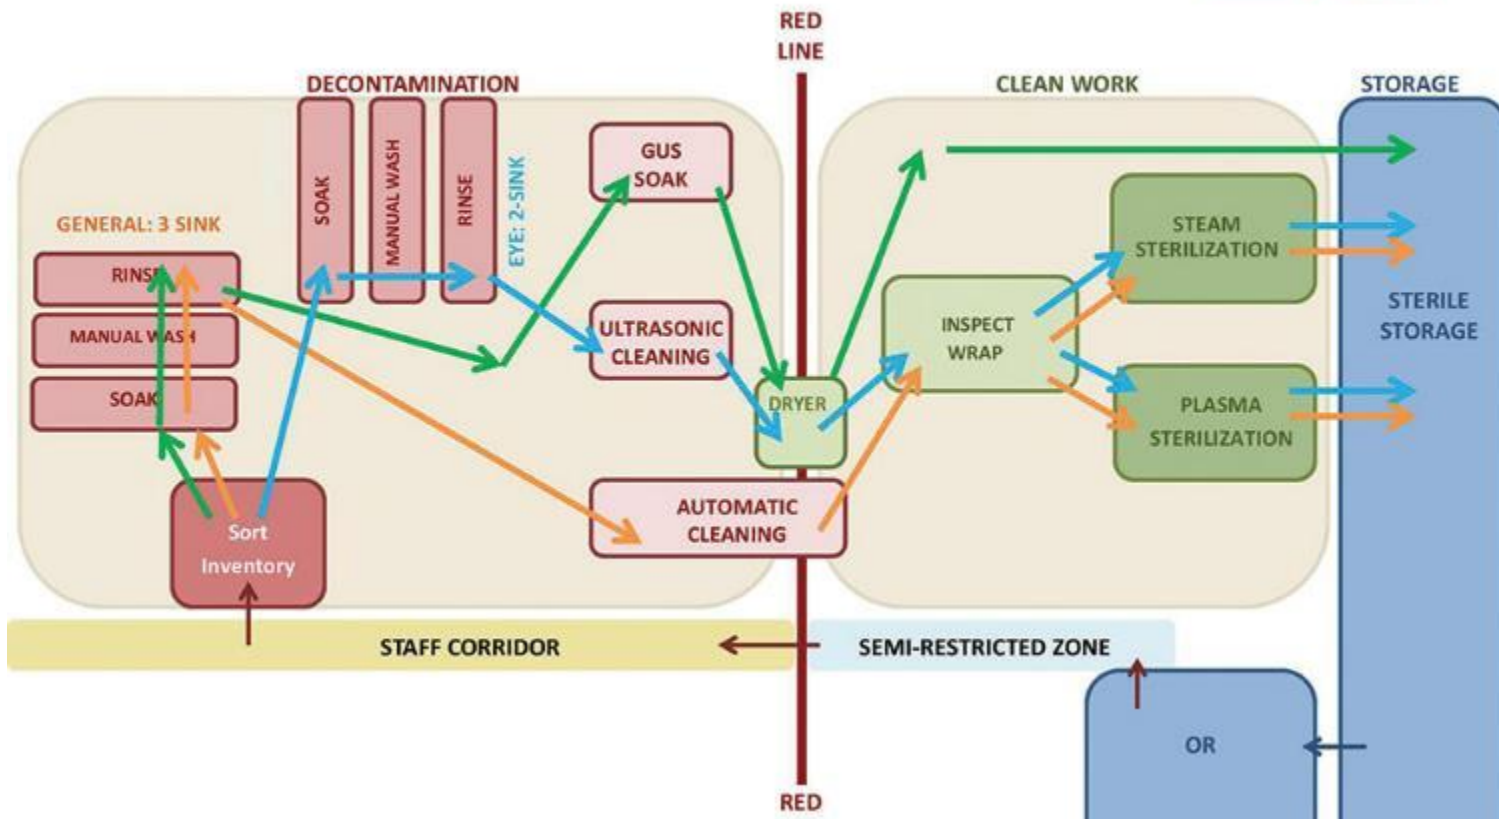 RED
LINE
DECONTAMINATION
CLEAN WORK
STORAGE
GENERAL: 3 SINK
RINSE
MANUAL WASH
SOAK
SOAK
MANUAL WASH
RINSE
EYE: 2-SINK
GUS
SOAK
ULTRASONIC
CLEANING
DRYER
AUTOMATIC
CLEANING
Sort
Inventory
INSPECT
WRAP
STEAM
STERILIZATION
PLASMA
STERILIZATION
STERILE
STORAGE
STAFF CORRIDOR
SEMI-RESTRICTED ZONE
OR
RED